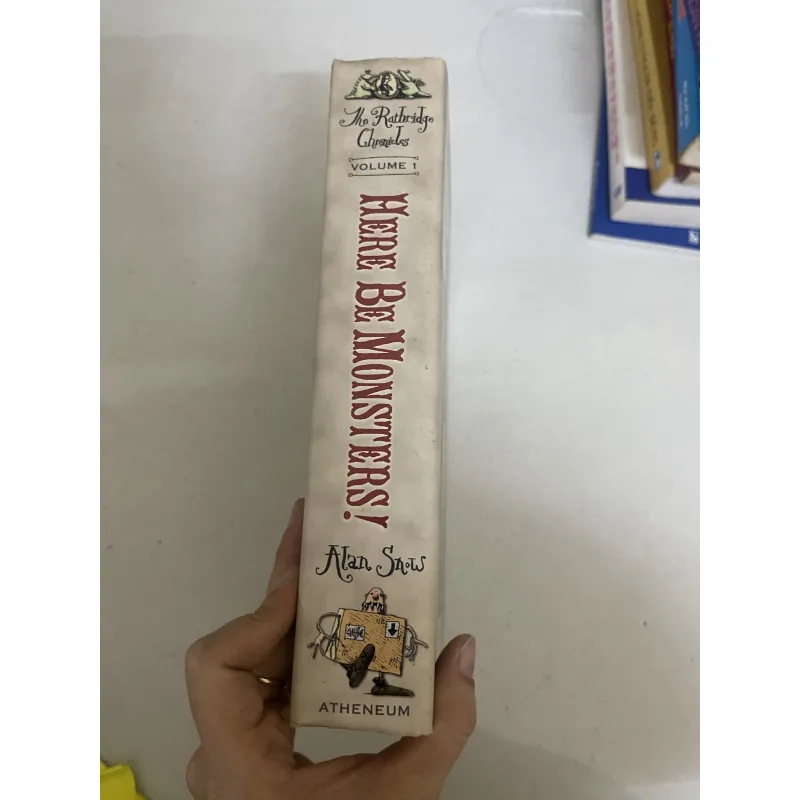 The Ratbridge
Chronicles
VOLUME 1
HERE BE MONSTERS!
Alan Snow
ATHENEUM